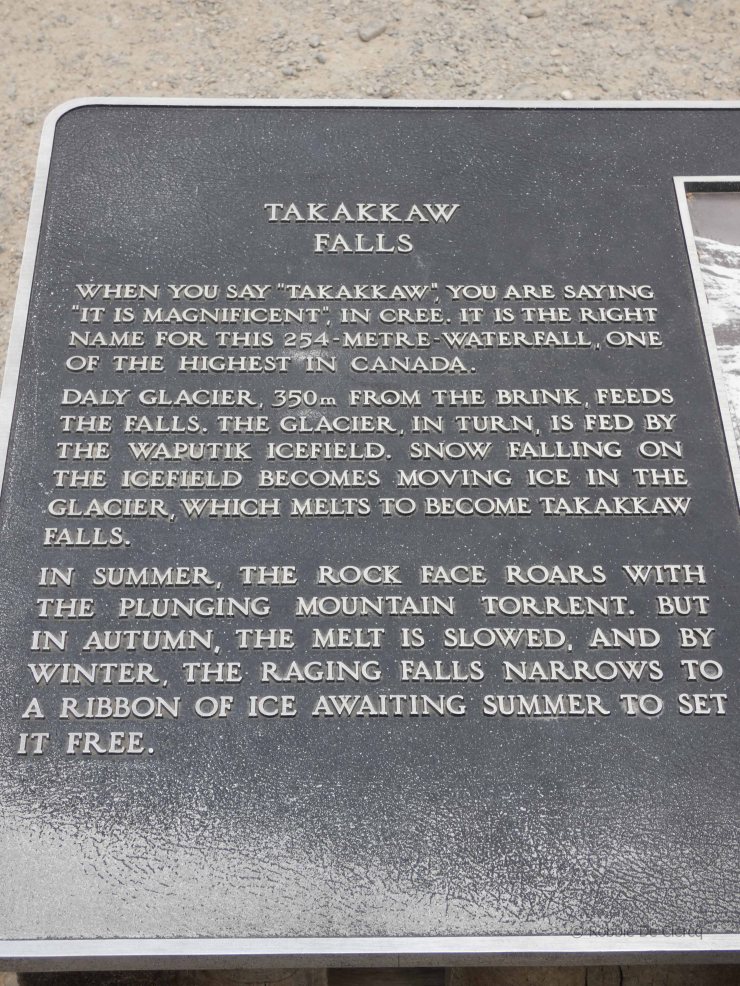 TAKAKKAW
FALLS
WHEN YOU SAY "TAKAKKAW", YOU ARE SAYING
"IT IS MAGNIFICENT", IN CREE. IT IS THE RIGHT
NAME FOR THIS 254-METRE-WATERFALL, ONE
OF THE HIGHEST IN CANADA.
DALY GLACIER, 350m FROM THE BRINK, FEEDS
THE FALLS. THE GLACIER, IN TURN, IS FED BY
THE WAPUTIK ICEFIELD. SNOW FALLING ON
THE ICEFIELD BECOMES MOVING ICE IN THE
GLACIER, WHICH MELTS TO BECOME TAKAKKAW
FALLS.
IN SUMMER, THE ROCK FACE ROARS WITH
THE PLUNGING MOUNTAIN TORRENT. BUT
IN AUTUMN, THE MELT IS SLOWED, AND BY
WINTER, THE RAGING FALLS NARROWS TO
A RIBBON OF ICE AWAITING SUMMER TO SET
IT FREE.
© Robbie De Clercq